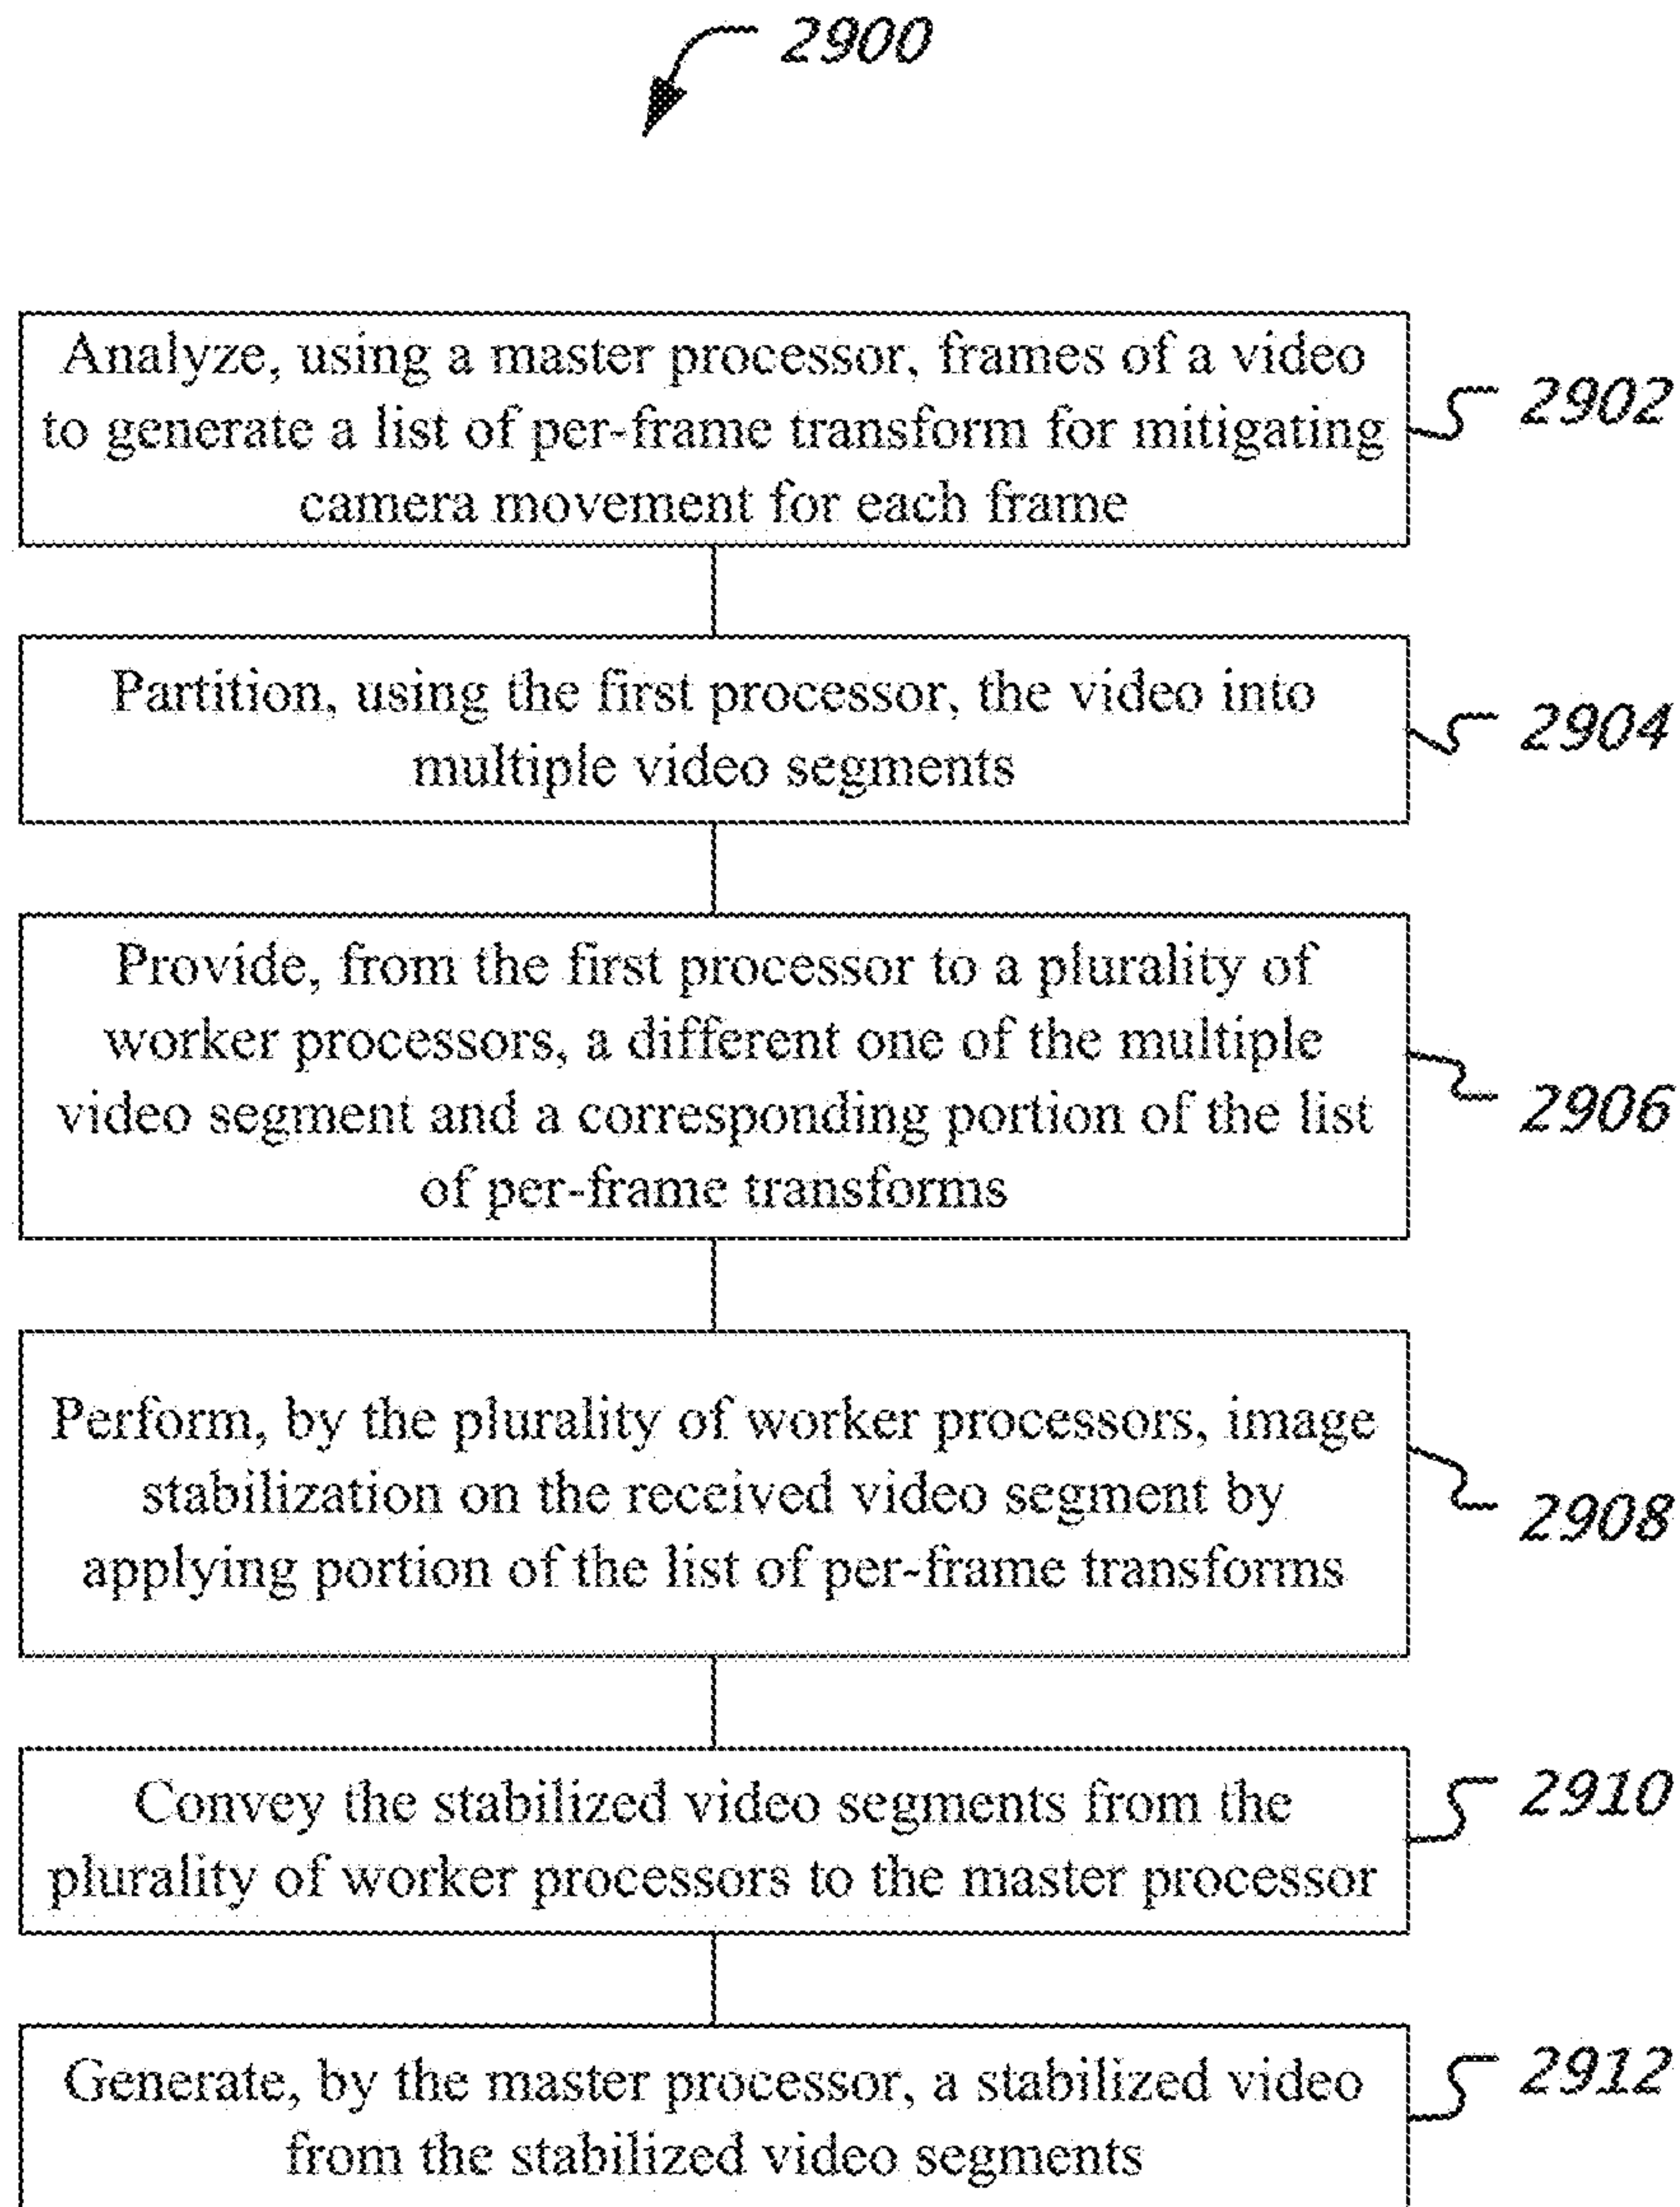 2900
Analyze, using a master processor, frames of a video
to generate a list of per-frame transform for mitigating
camera movement for each frame
2902
Partition, using the first processor, the video into
multiple video segments
2904
Provide, from the first processor to a plurality of
worker processors, a different one of the multiple
video segment and a corresponding portion of the list
of per-frame transforms
2906
Perform, by the plurality of worker processors, image
stabilization on the received video segment by
applying portion of the list of per-frame transforms
2908
Convey the stabilized video segments from the
plurality of worker processors to the master processor
2910
Generate, by the master processor, a stabilized video
from the stabilized video segments
2912